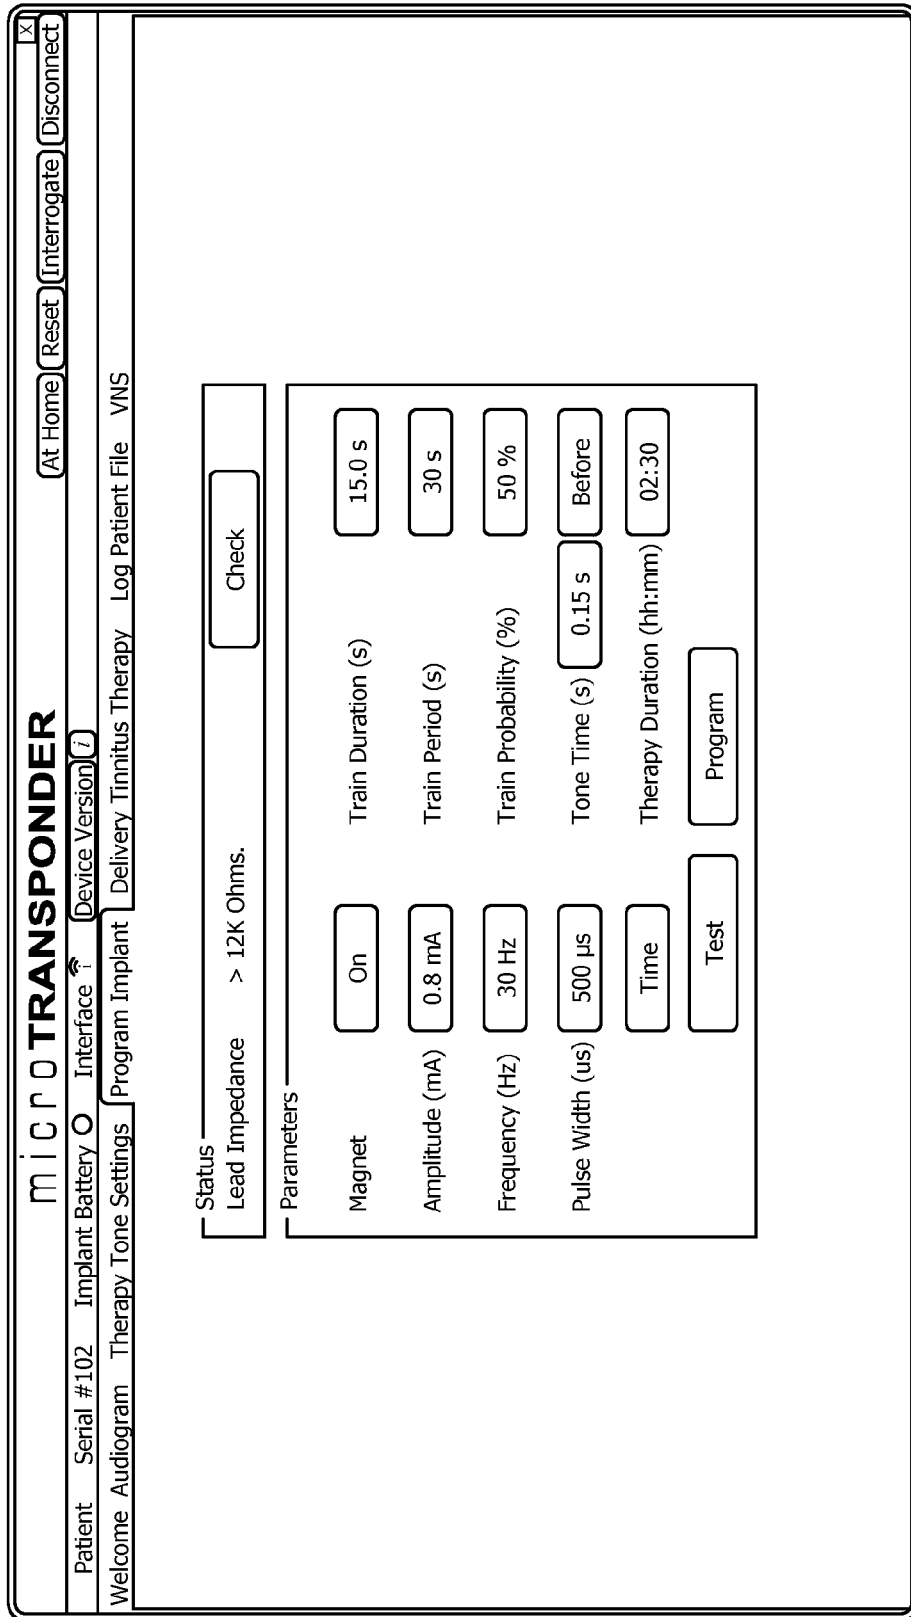 microTRANSPONDER
X
At Home Reset Interrogate Disconnect
Patient Serial #102 Implant Battery Interface i Device Version i
Welcome Audiogram Therapy Tone Settings Program Implant Delivery Tinnitus Therapy Log Patient File VNS
Status
Lead Impedance > 12K Ohms. Check
Parameters
Magnet On Train Duration (s) 15.0 s
Amplitude (mA) 0.8 mA Train Period (s) 30 s
Frequency (Hz) 30 Hz Train Probability (%) 50 %
Pulse Width (us) 500 µs Tone Time (s) 0.15 s Before
Time Therapy Duration (hh:mm) 02:30
Test Program